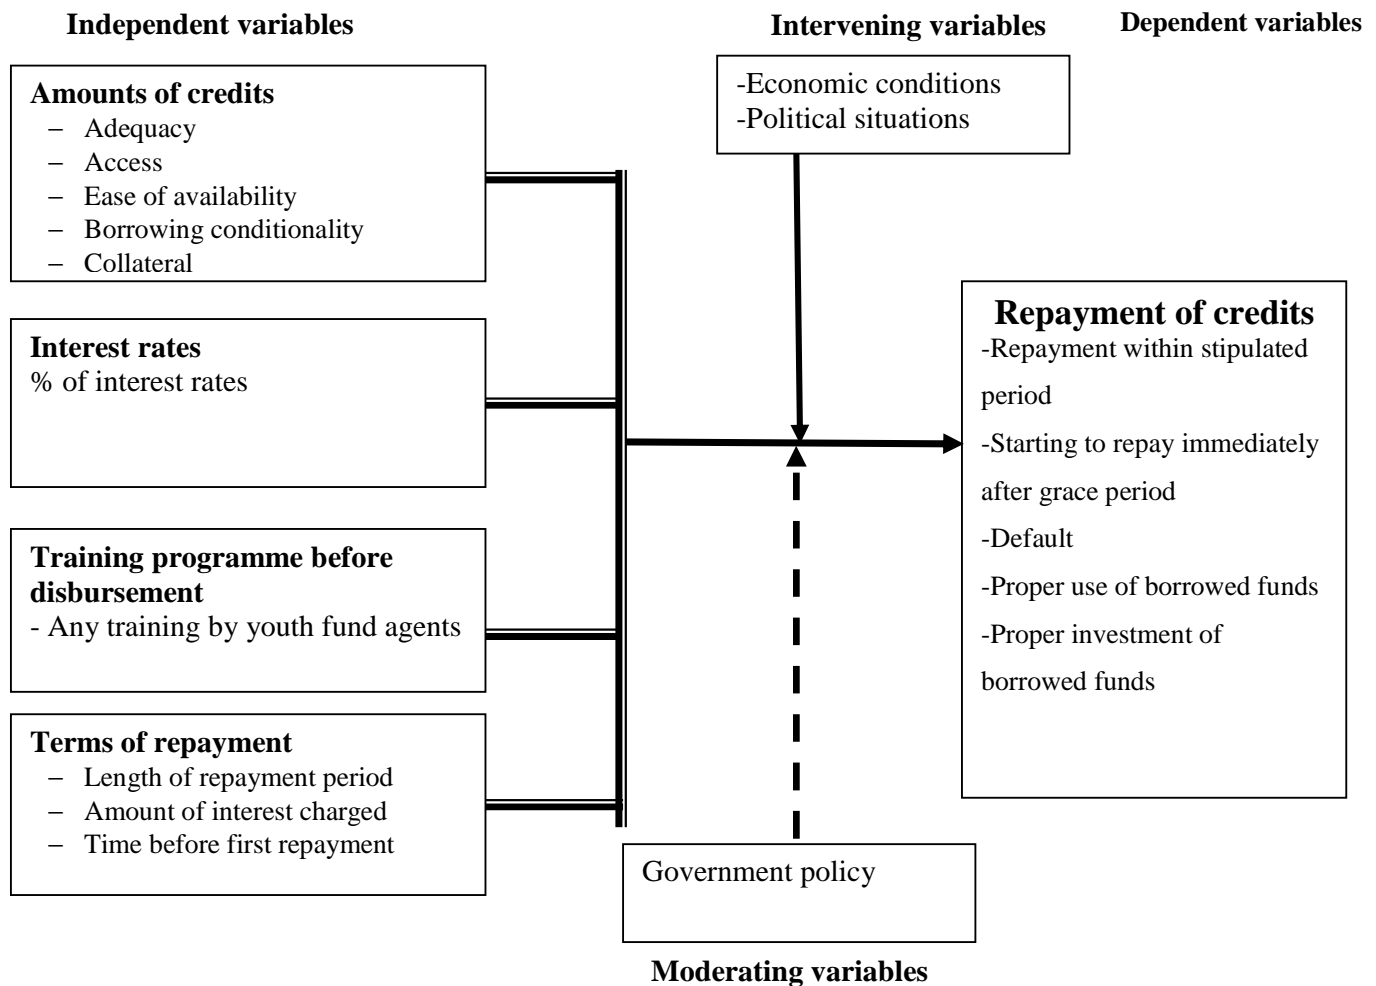 Independent variables
Intervening variables
Dependent variables
Amounts of credits
– Adequacy
– Access
– Ease of availability
– Borrowing conditionality
– Collateral
-Economic conditions
-Political situations
Interest rates
% of interest rates
Training programme before
disbursement
- Any training by youth fund agents
Terms of repayment
– Length of repayment period
– Amount of interest charged
– Time before first repayment
Repayment of credits
-Repayment within stipulated
period
-Starting to repay immediately
after grace period
-Default
-Proper use of borrowed funds
-Proper investment of
borrowed funds
Government policy
Moderating variables